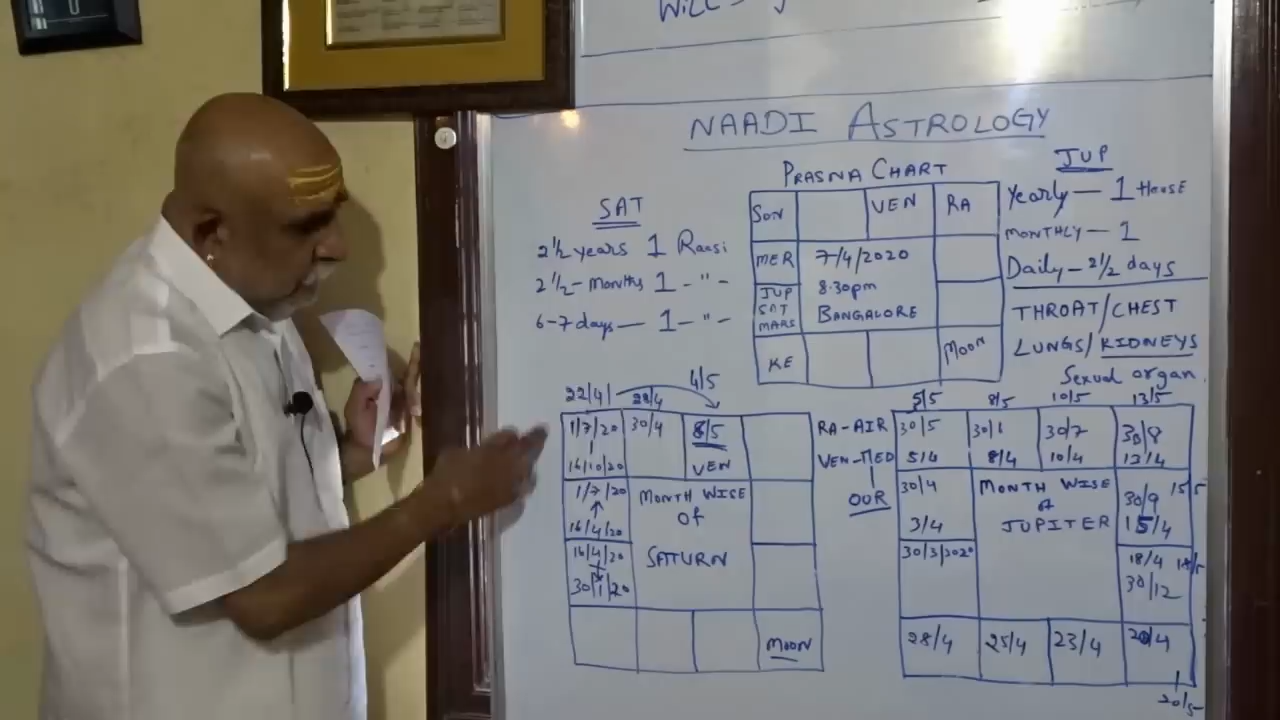 Will
NAADI ASTROLOGY
PRASNA CHART
SUN
VEN
RA
MER
7/4/2020
8.30pm
BANGALORE
JUP
SAT
MARS
KE
MOON
SAT
2½ years 1 Raasi
2½-months 1 -"-
6-7 days — 1 -"-
JUP
Yearly — 1 House
MONTHLY — 1
Daily — 2½ days
THROAT/CHEST
LUNGS/KIDNEYS
Sexual organ.
22/4
28/4
4/5
1/7/20
16/10/20
30/4
8/5
VEN
1/7/20
16/4/20
MONTH WISE
Of
SATURN
16/4/20
30/1/20
MOON
RA-AIR
VEN-MED
OUR
5/5
8/5
10/5
13/5
30/5
5/4
30/1
8/4
30/7
10/4
30/8
13/4
30/4
3/4
MONTH WISE
of
JUPITER
30/9
15/5
15/4
30/3/2020
18/4
18/5
30/12
28/4
25/4
23/4
20/4
20/5